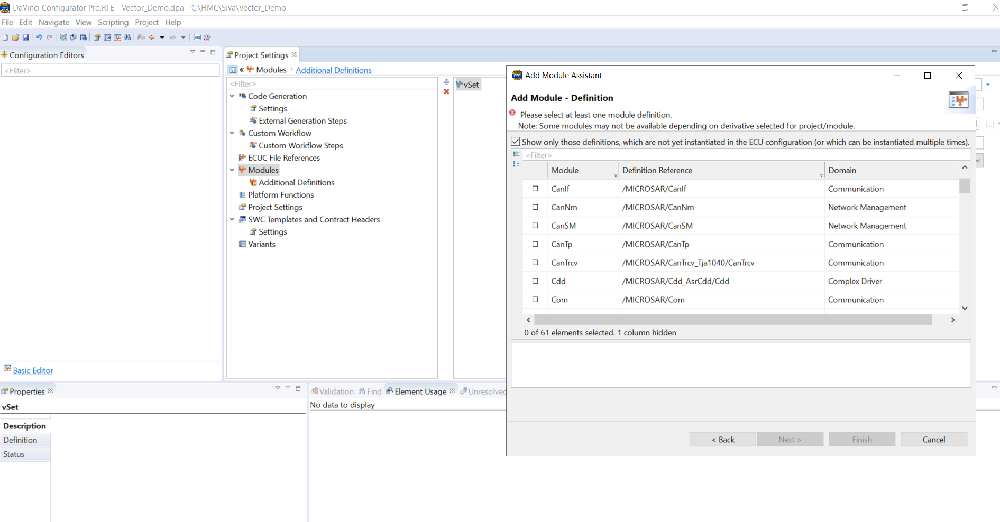 DaVinci Configurator Pro.RTE - Vector_Demo.dpa - C:\HMC\Siva\Vector_Demo
File Edit Navigate View Scripting Project Help
Configuration Editors
<Filter>
Basic Editor
Project Settings
« Modules Additional Definitions
<Filter>
Code Generation
Settings
External Generation Steps
Custom Workflow
Custom Workflow Steps
ECUC File References
Modules
Additional Definitions
Platform Functions
Project Settings
SWC Templates and Contract Headers
Settings
Variants
vSet
Add Module Assistant
Add Module - Definition
Please select at least one module definition.
Note: Some modules may not be available depending on derivative selected for project/module.
Show only those definitions, which are not yet instantiated in the ECU configuration (or which can be instantiated multiple times).
<Filter>
Module Definition Reference Domain
CanIf /MICROSAR/CanIf Communication
CanNm /MICROSAR/CanNm Network Management
CanSM /MICROSAR/CanSM Network Management
CanTp /MICROSAR/CanTp Communication
CanTrcv /MICROSAR/CanTrcv_Tja1040/CanTrcv Communication
Cdd /MICROSAR/Cdd_AsrCdd/Cdd Complex Driver
Com /MICROSAR/Com Communication
0 of 61 elements selected. 1 column hidden
< Back Next > Finish Cancel
[...]
Properties
vSet
Description
Definition
Status
Validation Find Element Usage Unresolved
No data to display